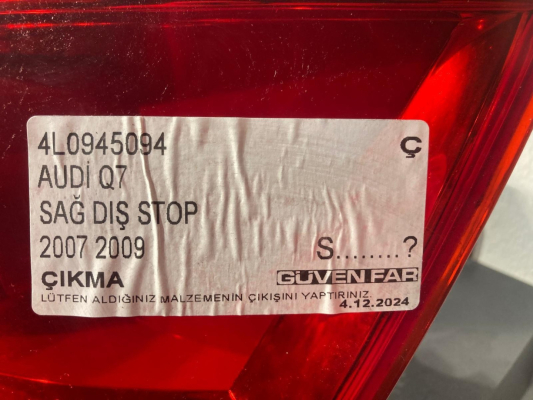 4L0945094 Ç
AUDİ Q7
SAĞ DIŞ STOP
2007 2009 S........?
ÇIKMA GÜVEN FAR
LÜTFEN ALDIĞINIZ MALZEMENİN ÇIKIŞINI YAPTIRINIZ.
4.12.2024